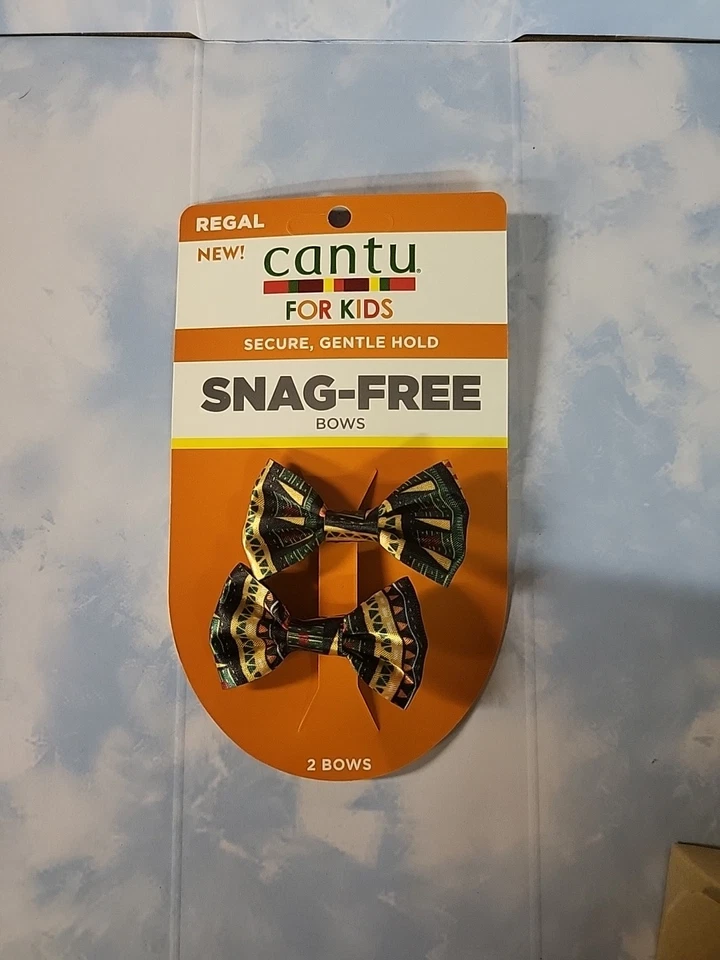 REGAL
NEW!
cantu®
FOR KIDS
SECURE, GENTLE HOLD
SNAG-FREE
BOWS
2 BOWS